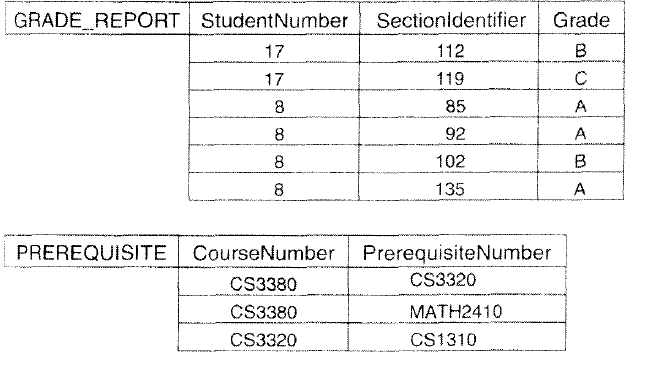 GRADE_REPORT StudentNumber SectionIdentifier Grade
17 112 B
17 119 C
8 85 A
8 92 A
8 102 B
8 135 A
PREREQUISITE CourseNumber PrerequisiteNumber
CS3380 CS3320
CS3380 MATH2410
CS3320 CS1310